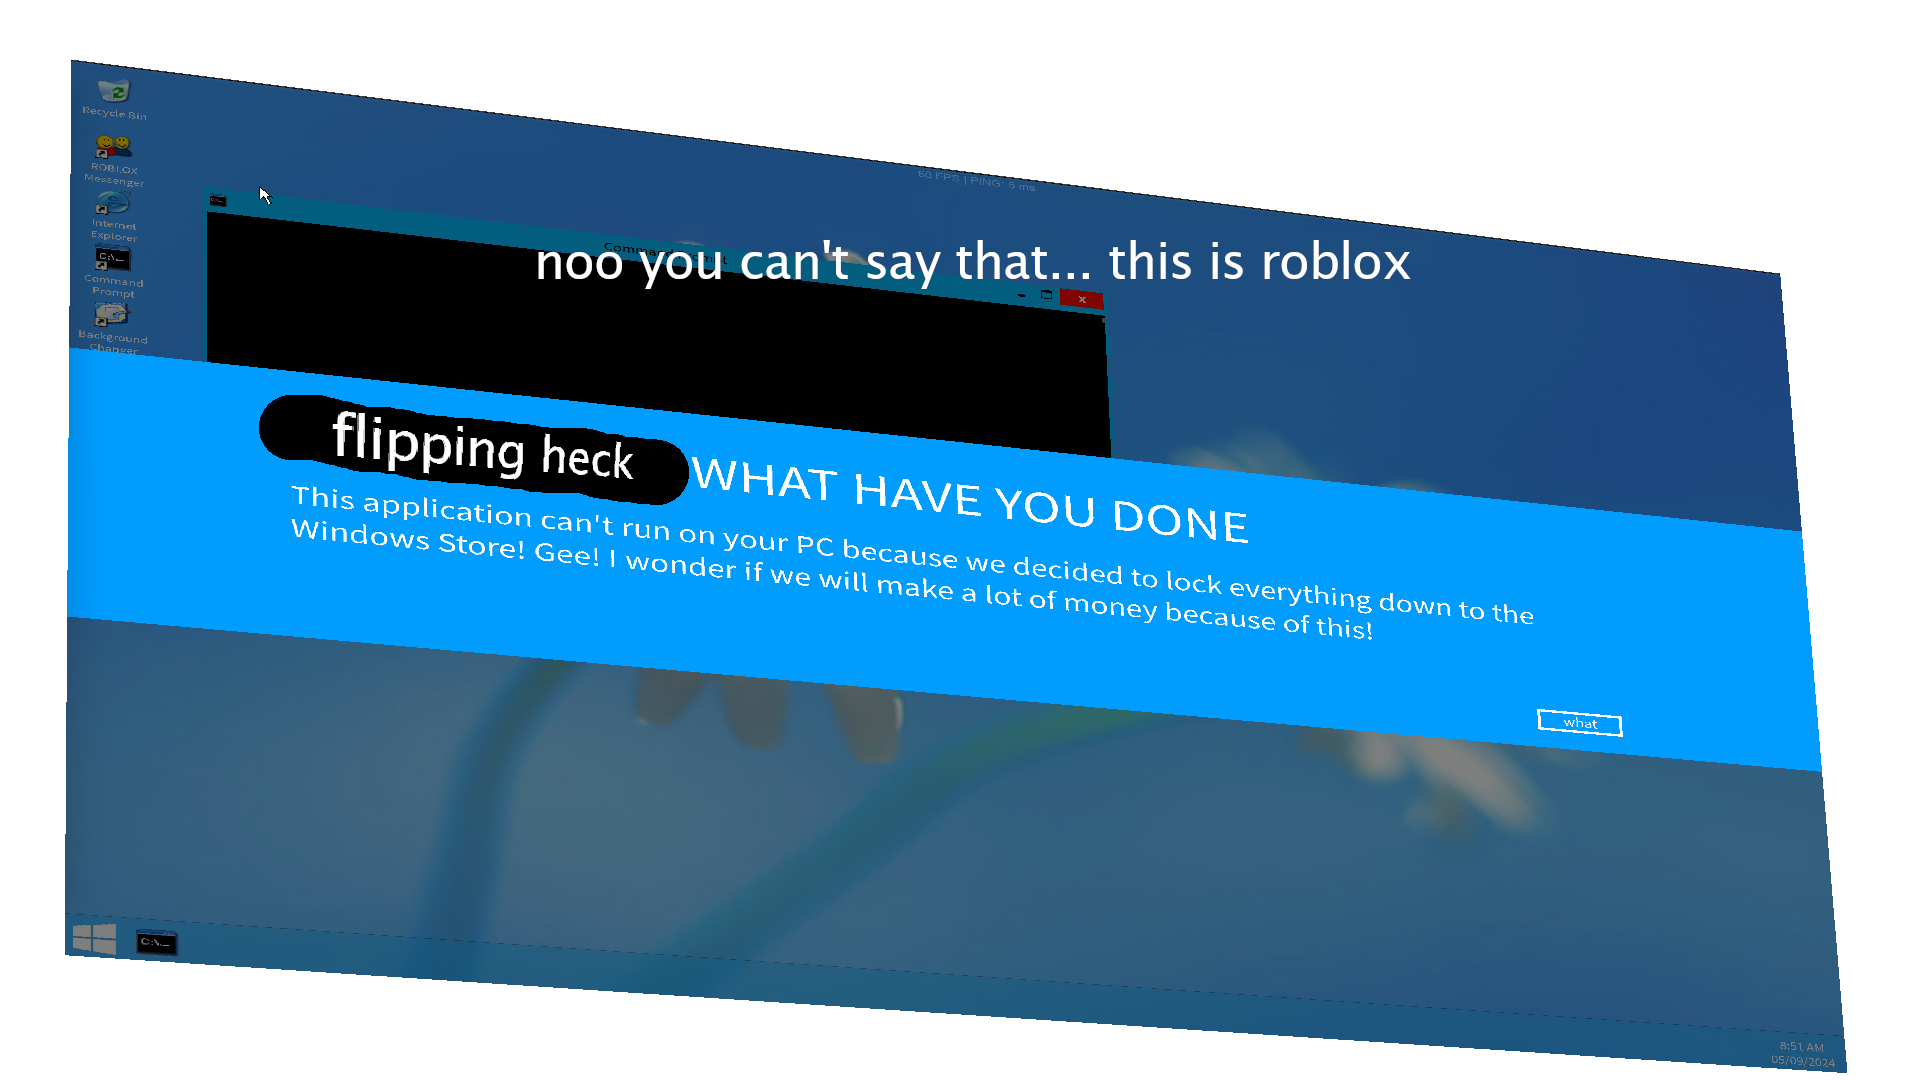 Recycle Bin
ROBLOX
Messenger
Internet
Explorer
C:\_
Command
Prompt
Background
Changer
60 FPS | PING: 6 ms
Command Prompt
noo you can't say that... this is roblox
flipping heck WHAT HAVE YOU DONE
This application can't run on your PC because we decided to lock everything down to the
Windows Store! Gee! I wonder if we will make a lot of money because of this!
what
C:\_
8:51 AM
05/09/2024